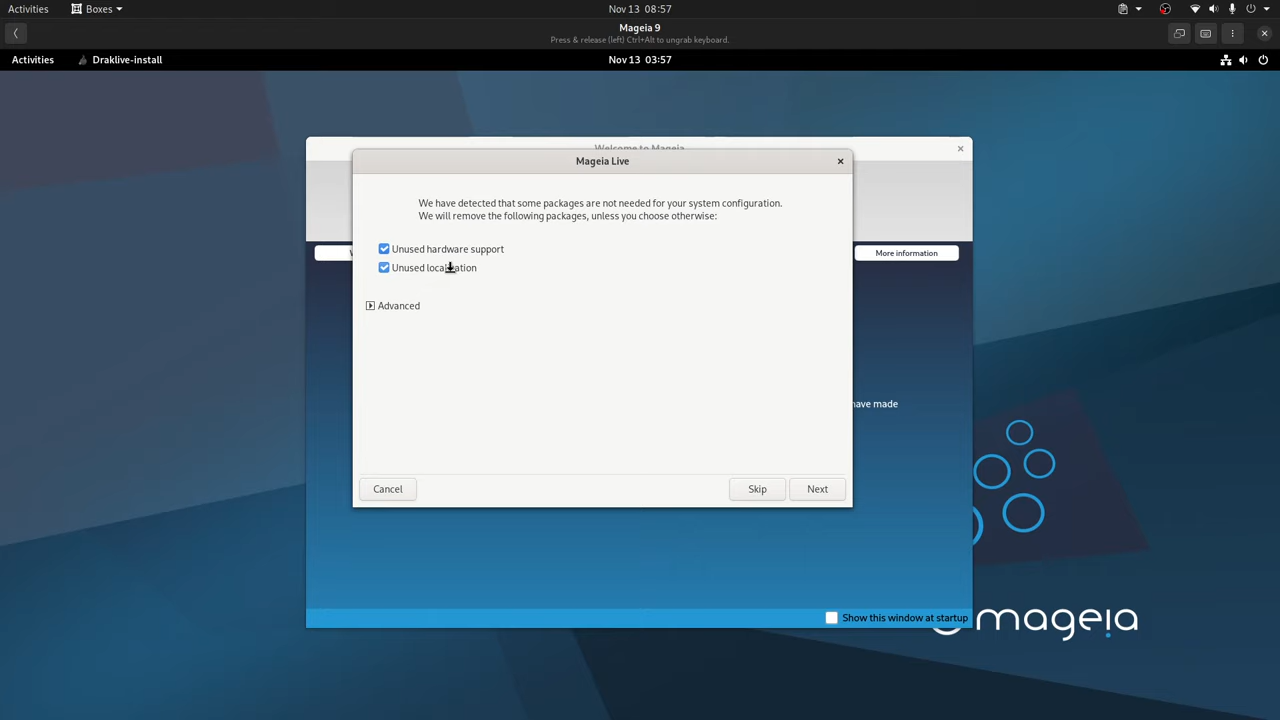 Activities
Boxes
Nov 13 08:57
Mageia 9
Press & release (left) Ctrl+Alt to ungrab keyboard.
Activities
Draklive-install
Nov 13 03:57
Welcome to Mageia
Mageia Live
We have detected that some packages are not needed for your system configuration.
We will remove the following packages, unless you choose otherwise:
Unused hardware support
Unused localization
More information
Advanced
have made
Cancel
Skip
Next
Show this window at startup
mageia